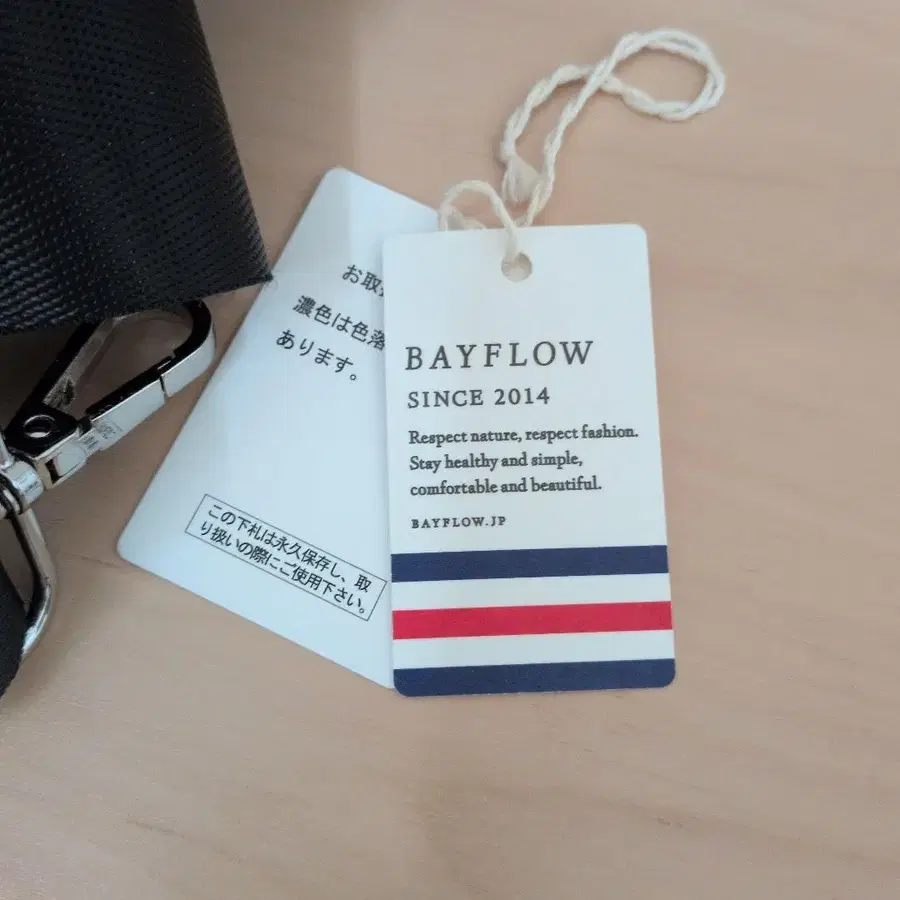 BAYFLOW
SINCE 2014
Respect nature, respect fashion.
Stay healthy and simple,
comfortable and beautiful.
BAYFLOW.JP
お取
濃色は色落
あります。
この下札は永久保存し、取
り扱いの際にご使用下さい。